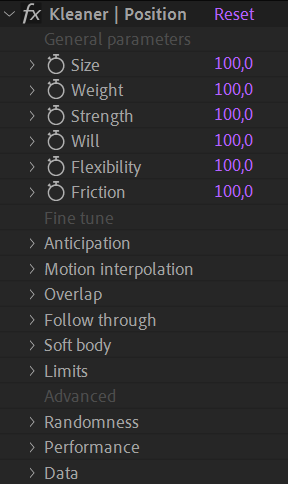 fx Kleaner | Position Reset
General parameters
Size 100,0
Weight 100,0
Strength 100,0
Will 100,0
Flexibility 100,0
Friction 100,0
Fine tune
Anticipation
Motion interpolation
Overlap
Follow through
Soft body
Limits
Advanced
Randomness
Performance
Data